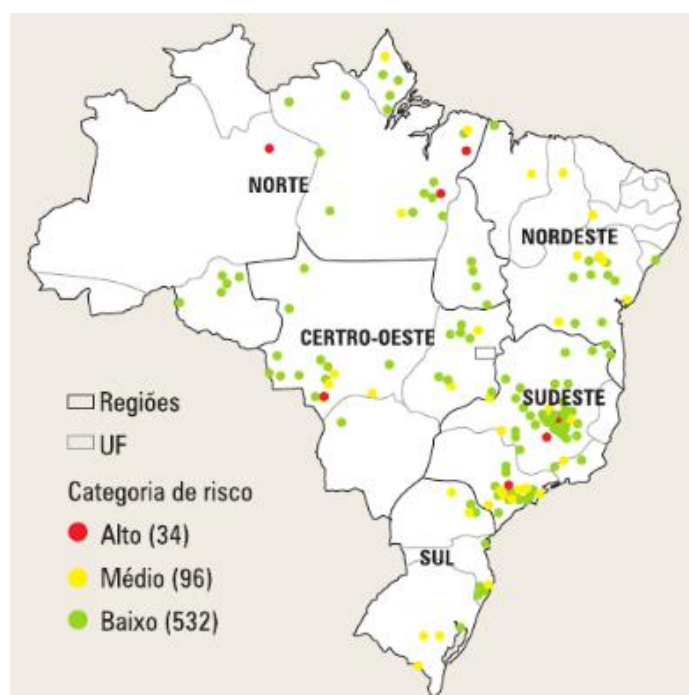 NORTE
NORDESTE
CERTRO-OESTE
SUDESTE
SUL
Regiões
UF
Categoria de risco
Alto (34)
Médio (96)
Baixo (532)